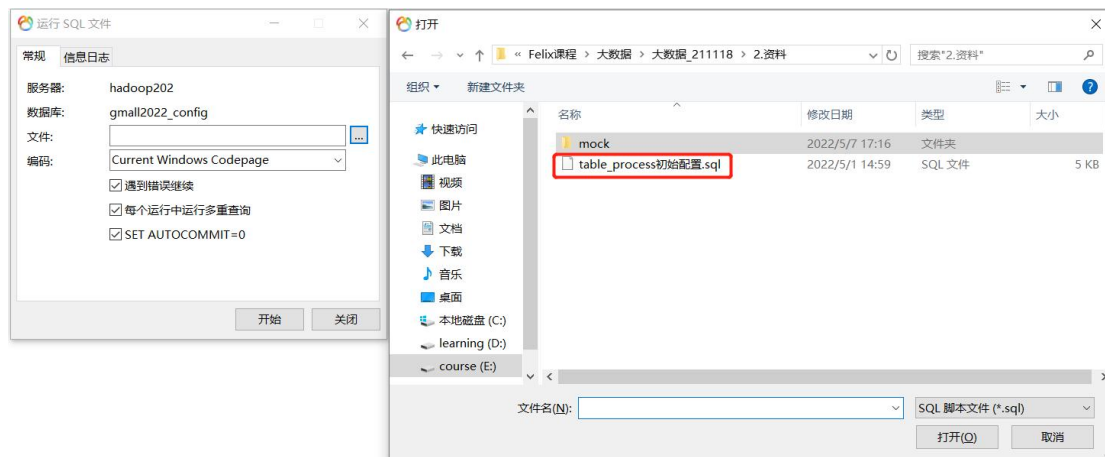 运行 SQL 文件
常规 信息日志
服务器: hadoop202
数据库: gmall2022_config
文件: ...
编码: Current Windows Codepage
遇到错误继续
每个运行中运行多重查询
SET AUTOCOMMIT=0
开始 关闭
打开
« Felix课程 > 大数据 > 大数据_211118 > 2.资料
搜索"2.资料"
组织 新建文件夹
名称 修改日期 类型 大小
mock 2022/5/7 17:16 文件夹
table_process初始配置.sql 2022/5/1 14:59 SQL 文件 5 KB
快速访问
此电脑
视频
图片
文档
下载
音乐
桌面
本地磁盘 (C:)
learning (D:)
course (E:)
文件名(N): SQL 脚本文件 (*.sql)
打开(O) 取消